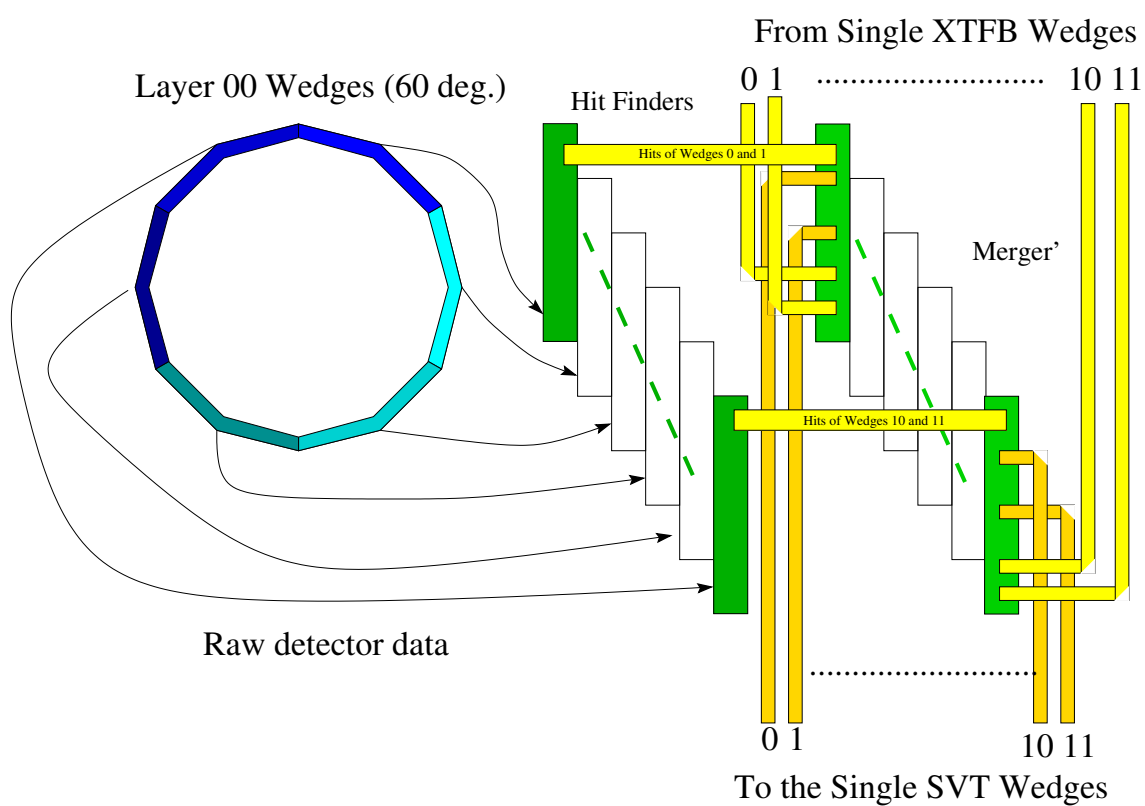 From Single XTFB Wedges
0 1 ........................... 10 11
Layer 00 Wedges (60 deg.)
Hit Finders
Hits of Wedges 0 and 1
Merger’
Hits of Wedges 10 and 11
Raw detector data
...........................
0 1
10 11
To the Single SVT Wedges